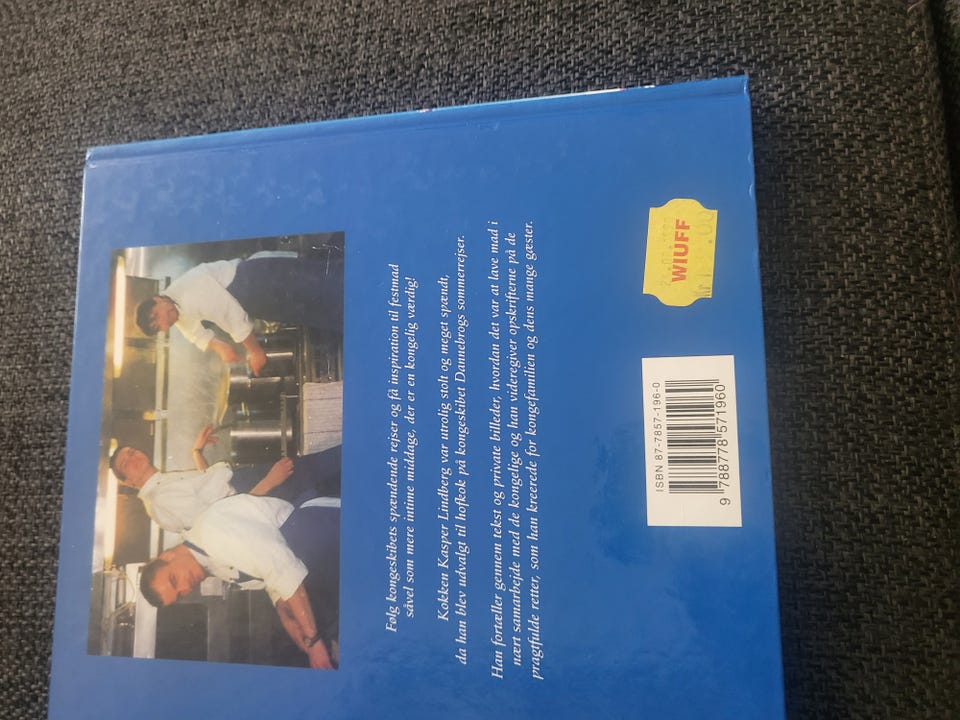 Følg kongeskibets spændende rejser og få inspiration til festmad
såvel som mere intime middage, der er en kongelig værdig!
Kokken Kasper Lindberg var utrolig stolt og meget spændt,
da han blev udvalgt til hofkok på kongeskibet Dannebrogs sommerrejser.
Han fortæller gennem tekst og private billeder, hvordan det var at lave mad i
nært samarbejde med de kongelige og han videregiver opskrifterne på de
pragtfulde retter, som han kreerede for kongefamilien og dens mange gæster.
ISBN 87-7857-196-0
9 788778 571960
WIUFF